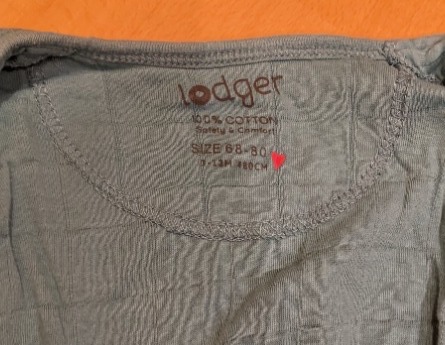 lodger
100% COTTON
Safety & Comfort
SIZE 68-80